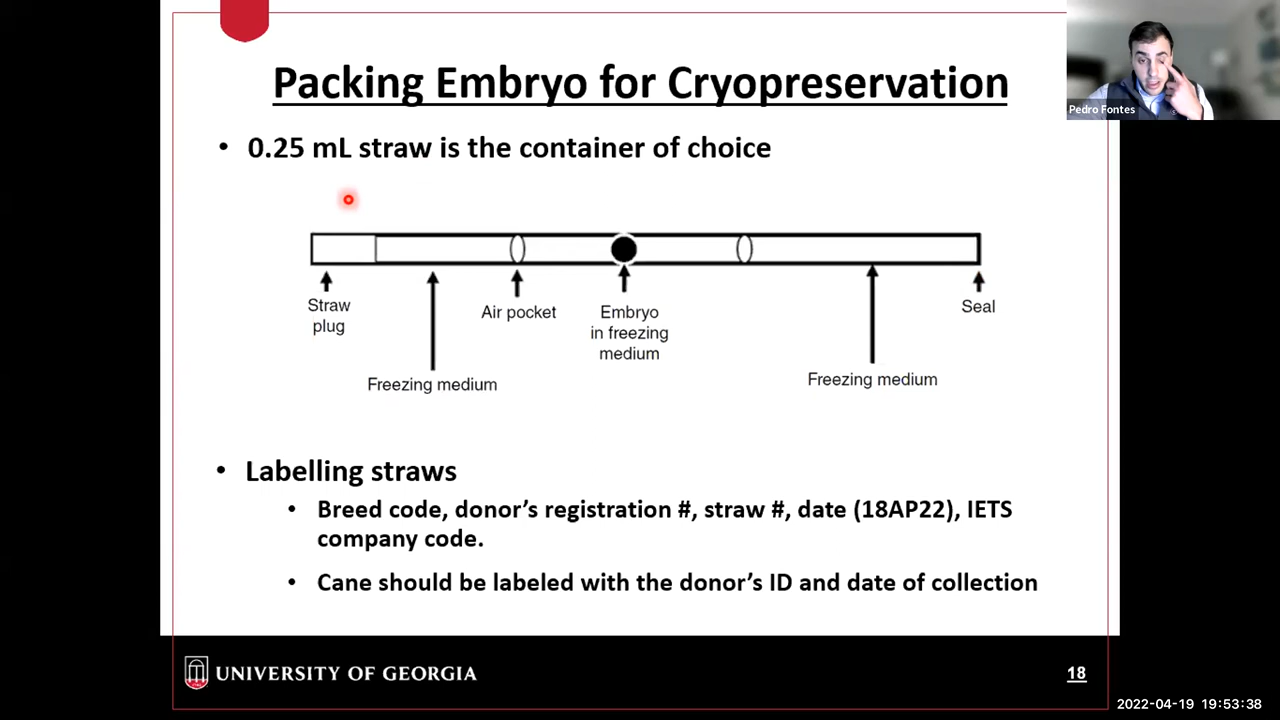 Packing Embryo for Cryopreservation
Pedro Fontes
• 0.25 mL straw is the container of choice
Straw
plug
Air pocket
Embryo
in freezing
medium
Seal
Freezing medium
Freezing medium
• Labelling straws
• Breed code, donor’s registration #, straw #, date (18AP22), IETS
company code.
• Cane should be labeled with the donor’s ID and date of collection
UNIVERSITY OF GEORGIA
18
2022-04-19 19:53:38